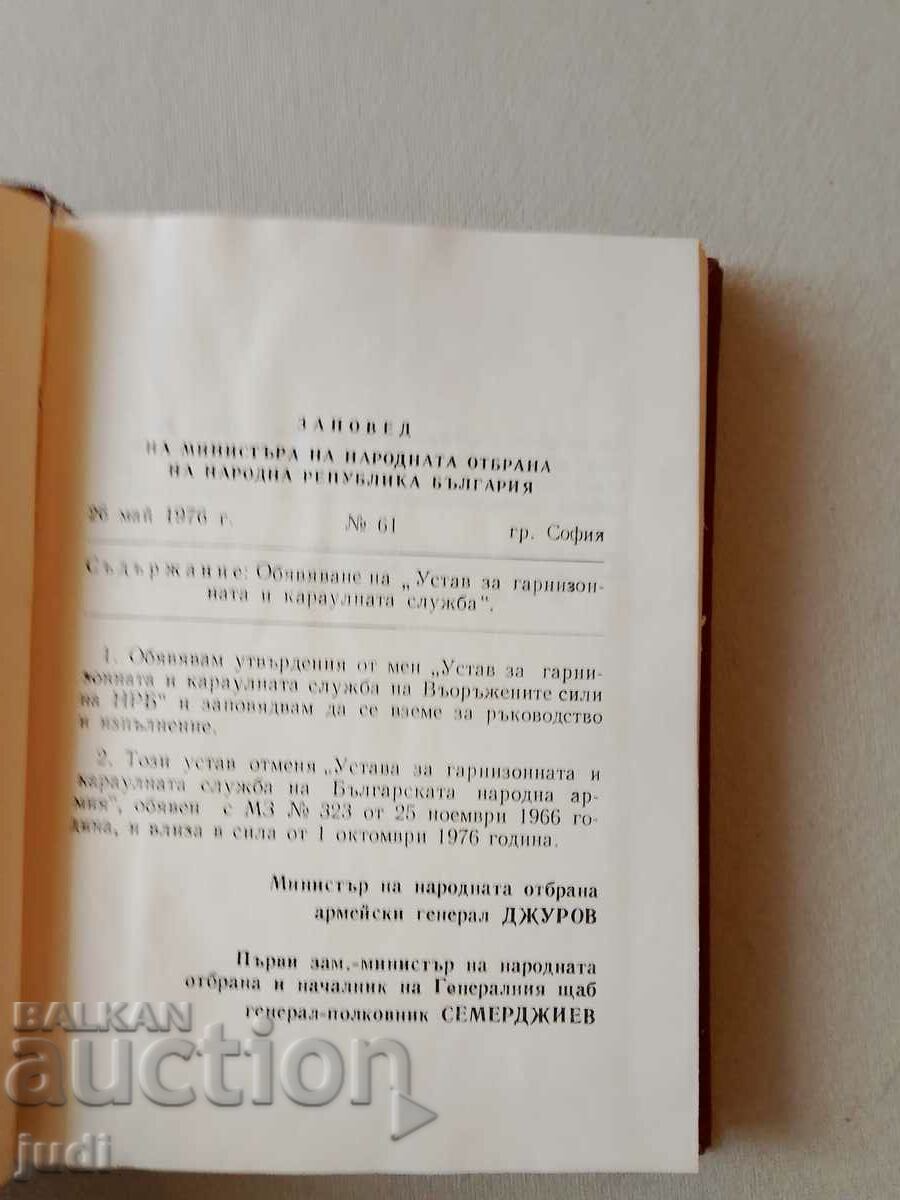 ЗАПОВЕД
НА МИНИСТЪРА НА НАРОДНАТА ОТБРАНА
НА НАРОДНА РЕПУБЛИКА БЪЛГАРИЯ
26 май 1976 г. № 61 гр. София
Съдържание: Обявяване на „Устав за гарнизон-
ната и караулната служба".
1. Обявявам утвърдения от мен „Устав за гарни-
зонната и караулната служба на Въоръжените сили
на НРБ" и заповядвам да се вземе за ръководство
и изпълнение.
2. Този устав отменя „Устава за гарнизонната и
караулната служба на Българската народна ар-
мия", обявен с МЗ № 323 от 25 ноември 1966 го-
дина, и влиза в сила от 1 октомври 1976 година.
Министър на народната отбрана
армейски генерал ДЖУРОВ
Първи зам.-министър на народната
отбрана и началник на Генералния щаб
генерал-полковник СЕМЕРДЖИЕВ
BALKAN
auction
judi